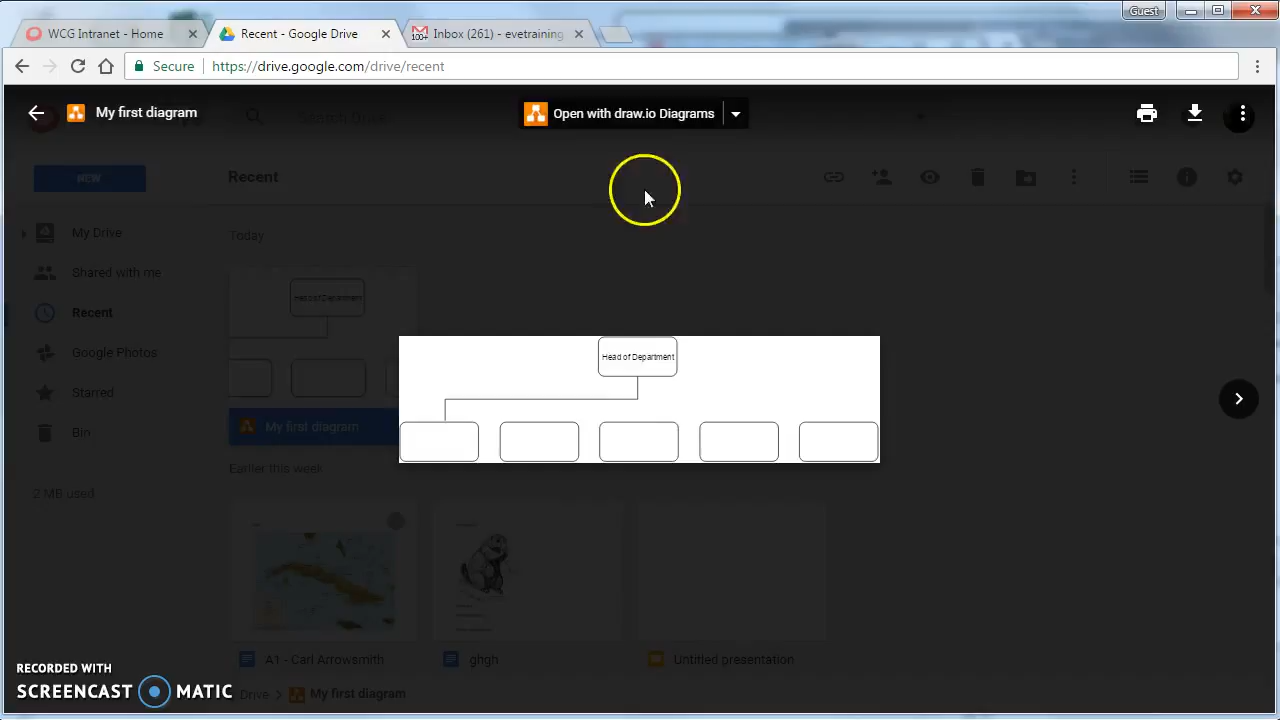 Guest
WCG Intranet - Home
Recent - Google Drive
100+
Inbox (261) - evetraining
Secure
https://drive.google.com/drive/recent
My first diagram
Open with draw.io Diagrams
Search Drive
NEW
Recent
My Drive
Today
Shared with me
Head of Department
Recent
Google Photos
Head of Department
Starred
My first diagram
Bin
Earlier this week
2 MB used
A1 - Carl Arrowsmith
ghgh
Untitled presentation
RECORDED WITH
SCREENCAST MATIC
Drive > My first diagram